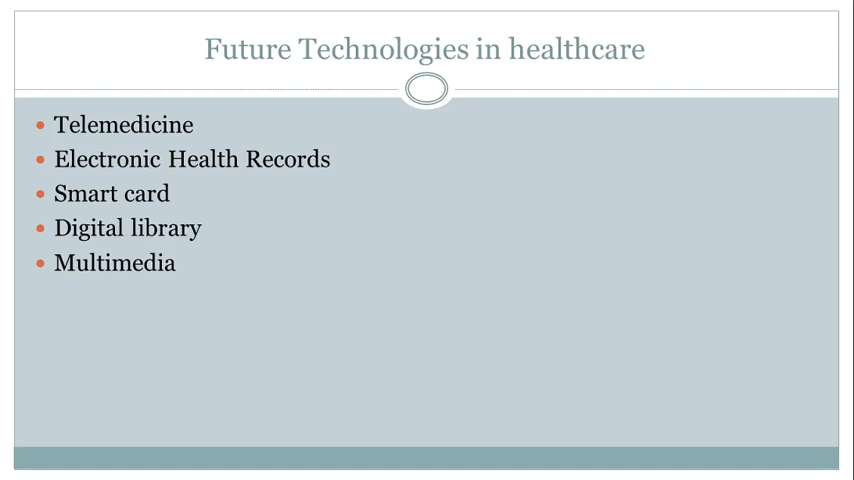 Future Technologies in healthcare
Telemedicine
Electronic Health Records
Smart card
Digital library
Multimedia